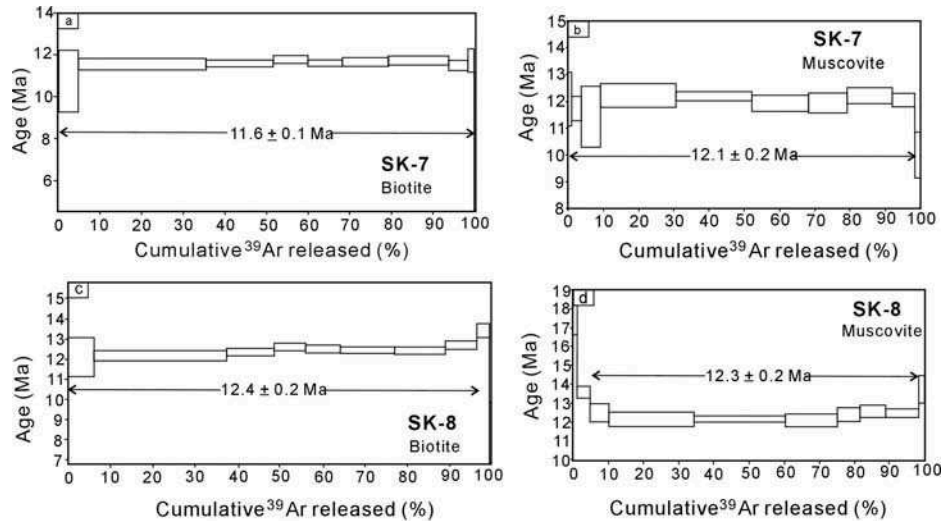 a
14
12
10
8
6
Age (Ma)
11.6 ± 0.1 Ma
SK-7
Biotite
0 10 20 30 40 50 60 70 80 90 100
Cumulative ³⁹Ar released (%)
b
15
14
13
12
11
10
9
8
Age (Ma)
SK-7
Muscovite
12.1 ± 0.2 Ma
0 10 20 30 40 50 60 70 80 90 100
Cumulative ³⁹Ar released (%)
c
15
14
13
12
11
10
9
8
7
Age (Ma)
12.4 ± 0.2 Ma
SK-8
Biotite
0 10 20 30 40 50 60 70 80 90 100
Cumulative ³⁹Ar released (%)
d
19
18
17
16
15
14
13
12
11
10
Age (Ma)
SK-8
Muscovite
12.3 ± 0.2 Ma
0 10 20 30 40 50 60 70 80 90 100
Cumulative ³⁹Ar released (%)